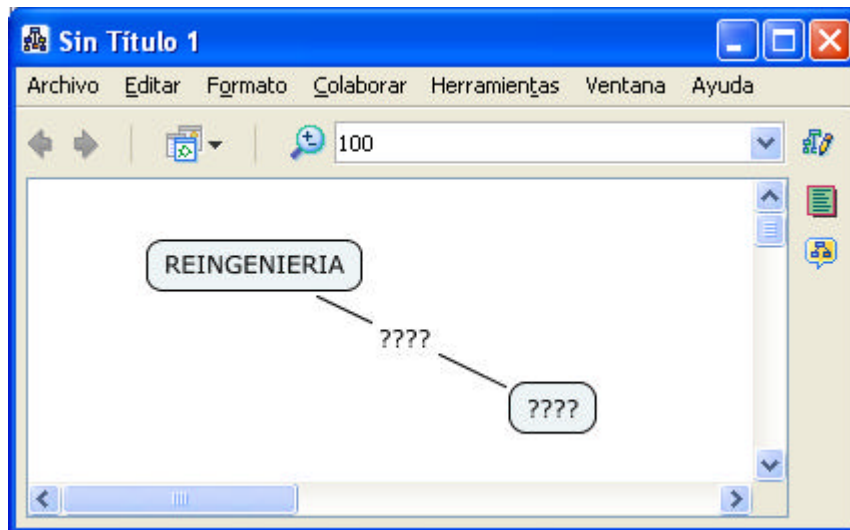 Sin Título 1
Archivo Editar Formato Colaborar Herramientas Ventana Ayuda
100
REINGENIERIA
????
????